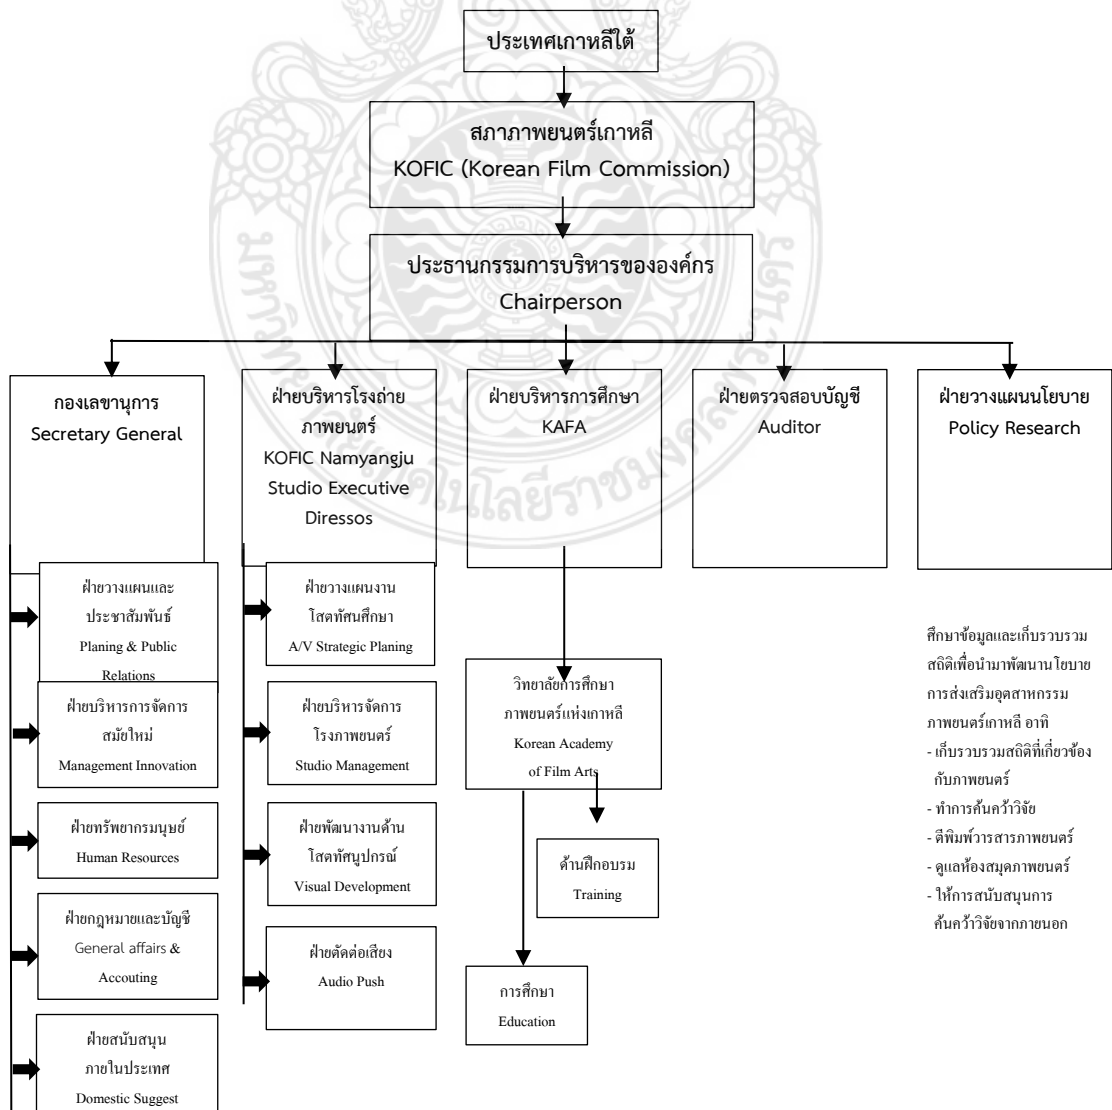 ประเทศเกาหลีใต้
สภาภาพยนตร์เกาหลี
KOFIC (Korean Film Commission)
ประธานกรรมการบริหารขององค์กร
Chairperson
กองเลขานุการ
Secretary General
ฝ่ายวางแผนและ
ประชาสัมพันธ์
Planing & Public
Relations
ฝ่ายบริหารการจัดการ
สมัยใหม่
Management Innovation
ฝ่ายทรัพยากรมนุษย์
Human Resources
ฝ่ายกฎหมายและบัญชี
General affairs &
Accouting
ฝ่ายสนับสนุน
ภายในประเทศ
Domestic Suggest
ฝ่ายบริหารโรงถ่าย
ภาพยนตร์
KOFIC Namyangju
Studio Executive
Diressos
ฝ่ายวางแผนงาน
โสตทัศนศึกษา
A/V Strategic Planing
ฝ่ายบริหารจัดการ
โรงภาพยนตร์
Studio Management
ฝ่ายพัฒนางานด้าน
โสตทัศนูปกรณ์
Visual Development
ฝ่ายตัดต่อเสียง
Audio Push
ฝ่ายบริหารการศึกษา
KAFA
วิทยาลัยการศึกษา
ภาพยนตร์แห่งเกาหลี
Korean Academy
of Film Arts
ด้านฝึกอบรม
Training
การศึกษา
Education
ฝ่ายตรวจสอบบัญชี
Auditor
ฝ่ายวางแผนนโยบาย
Policy Research
ศึกษาข้อมูลและเก็บรวบรวม
สถิติเพื่อนำมาพัฒนานโยบาย
การส่งเสริมอุตสาหกรรม
ภาพยนตร์เกาหลี อาทิ
- เก็บรวบรวมสถิติที่เกี่ยวข้อง
กับภาพยนตร์
- ทำการค้นคว้าวิจัย
- ตีพิมพ์วารสารภาพยนตร์
- ดูแลห้องสมุดภาพยนตร์
- ให้การสนับสนุนการ
ค้นคว้าวิจัยจากภายนอก